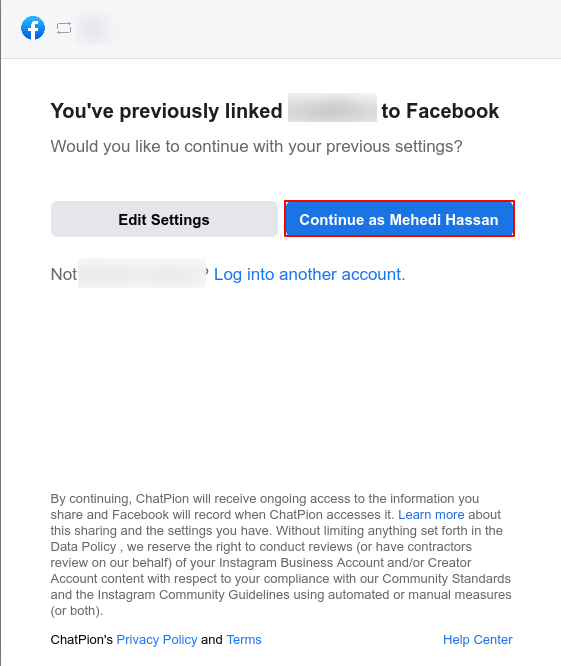 You've previously linked to Facebook
Would you like to continue with your previous settings?
Edit Settings
Continue as Mehedi Hassan
Not ? Log into another account.
By continuing, ChatPion will receive ongoing access to the information you
share and Facebook will record when ChatPion accesses it. Learn more about
this sharing and the settings you have. Without limiting anything set forth in the
Data Policy , we reserve the right to conduct reviews (or have contractors
review on our behalf) of your Instagram Business Account and/or Creator
Account content with respect to your compliance with our Community Standards
and the Instagram Community Guidelines using automated or manual measures
(or both).
ChatPion's Privacy Policy and Terms
Help Center